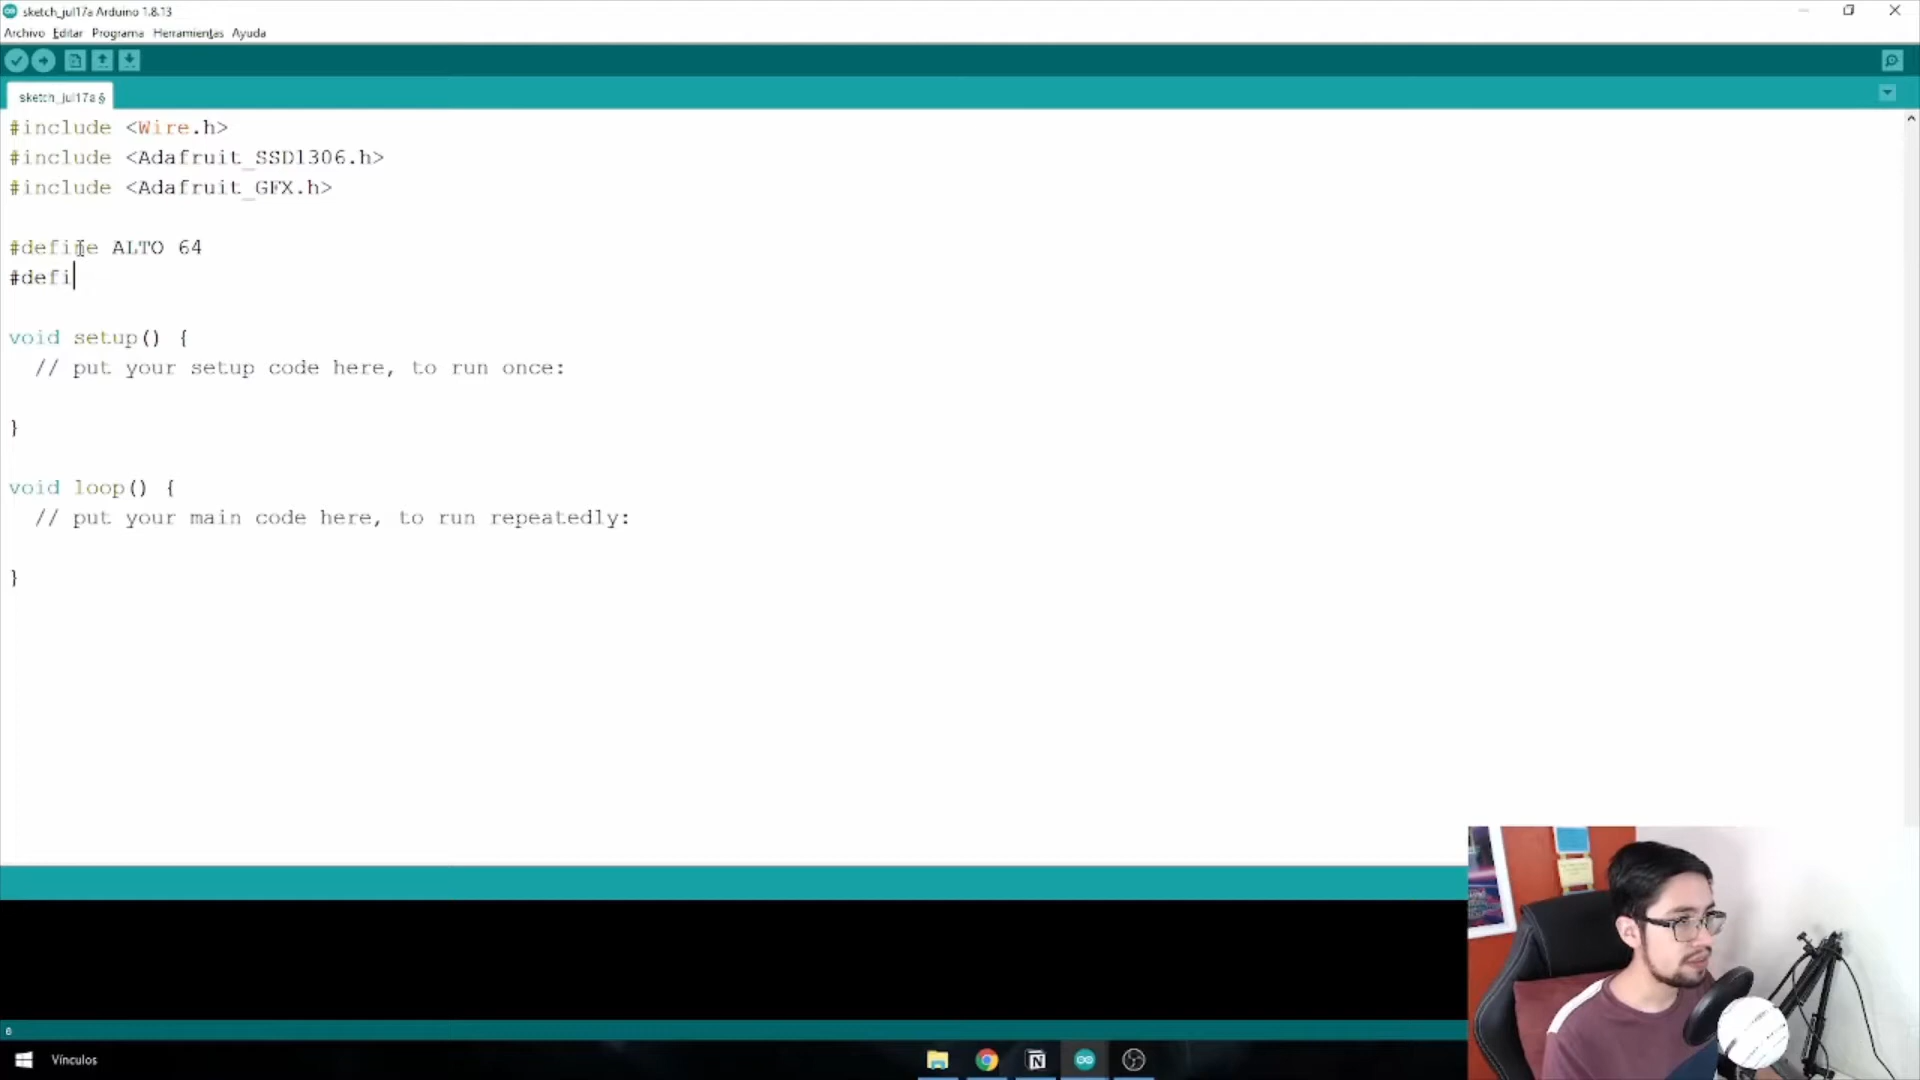 sketch_jul17a Arduino 1.8.13
Archivo Editar Programa Herramientas Ayuda
sketch_jul17a §
#include <Wire.h>
#include <Adafruit_SSD1306.h>
#include <Adafruit_GFX.h>
#define ALTO 64
#defi
void setup() {
// put your setup code here, to run once:
}
void loop() {
// put your main code here, to run repeatedly:
}
6
Vínculos